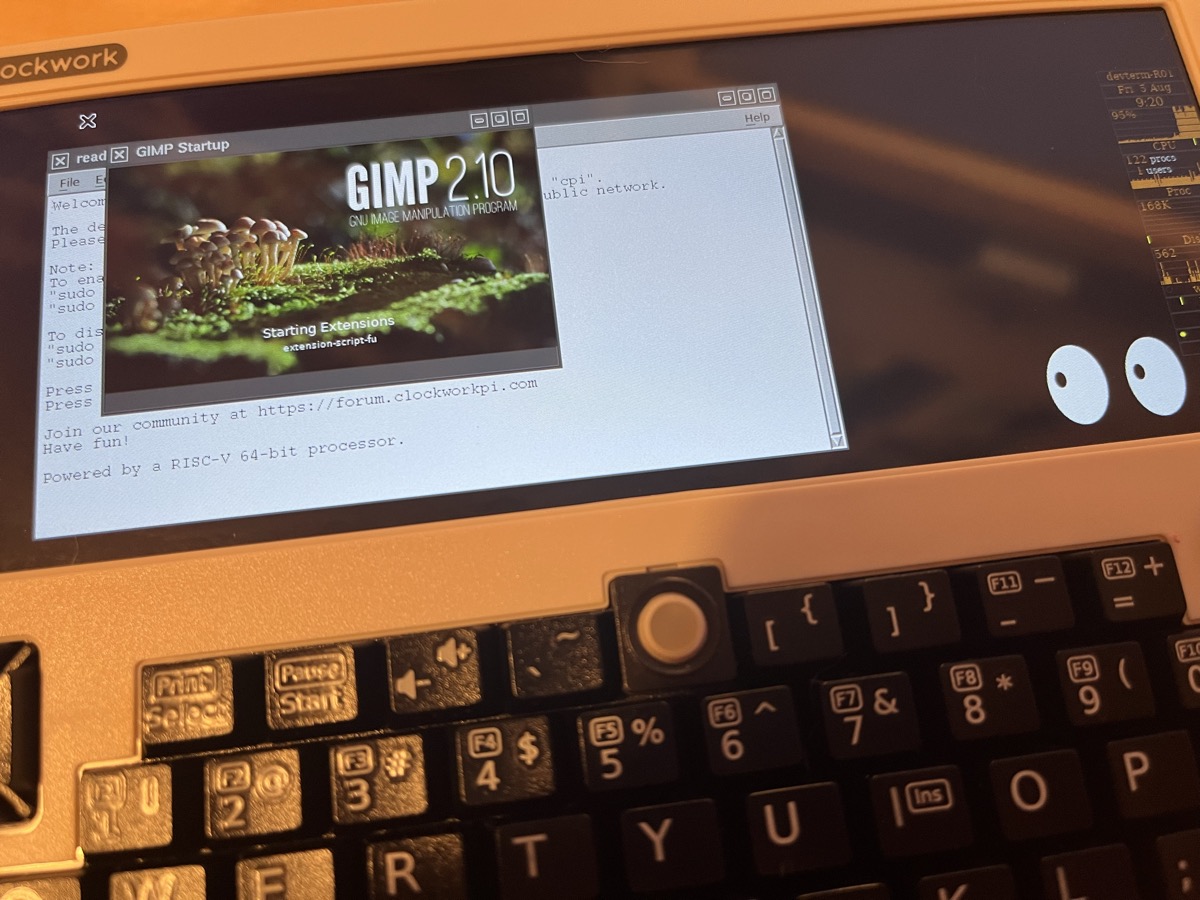 ockwork
devterm-R01
Fri 5 Aug
9:20
95%
CPU
122 procs
1 users
Proc
168K
Dis
562
read
GIMP Startup
File E
Help
GIMP 2.10
GNU IMAGE MANIPULATION PROGRAM
Starting Extensions
extension-script-fu
Welcom
"cpi".
ublic network.
The de
Please
Note:
To ena
"sudo
"sudo
To dis
"sudo
"sudo
Press
Press
Join our community at https://forum.clockworkpi.com
Have fun!
Powered by a RISC-V 64-bit processor.
Print Select
Pause Start
` ~
[ {
] }
F11 — -
F12 + =
F1 ! 1
F2 @ 2
F3 # 3
F4 $ 4
F5 % 5
F6 ^ 6
F7 & 7
F8 * 8
F9 ( 9
F10
W E R T Y U I Ins O P
K L ;